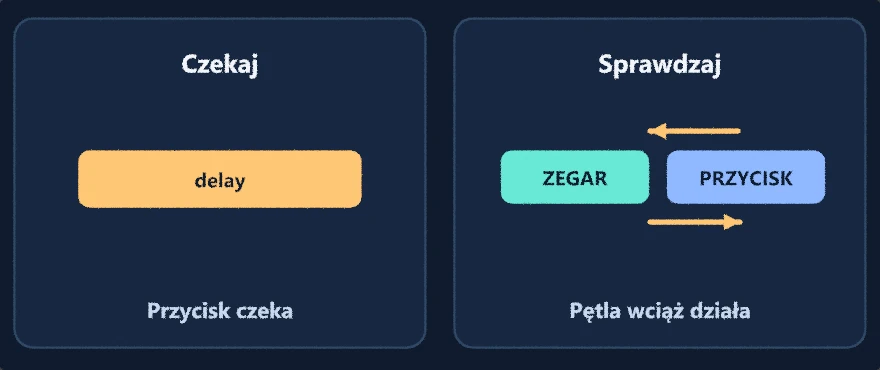 Czekaj
delay
Przycisk czeka
Sprawdzaj
ZEGAR
PRZYCISK
Pętla wciąż działa